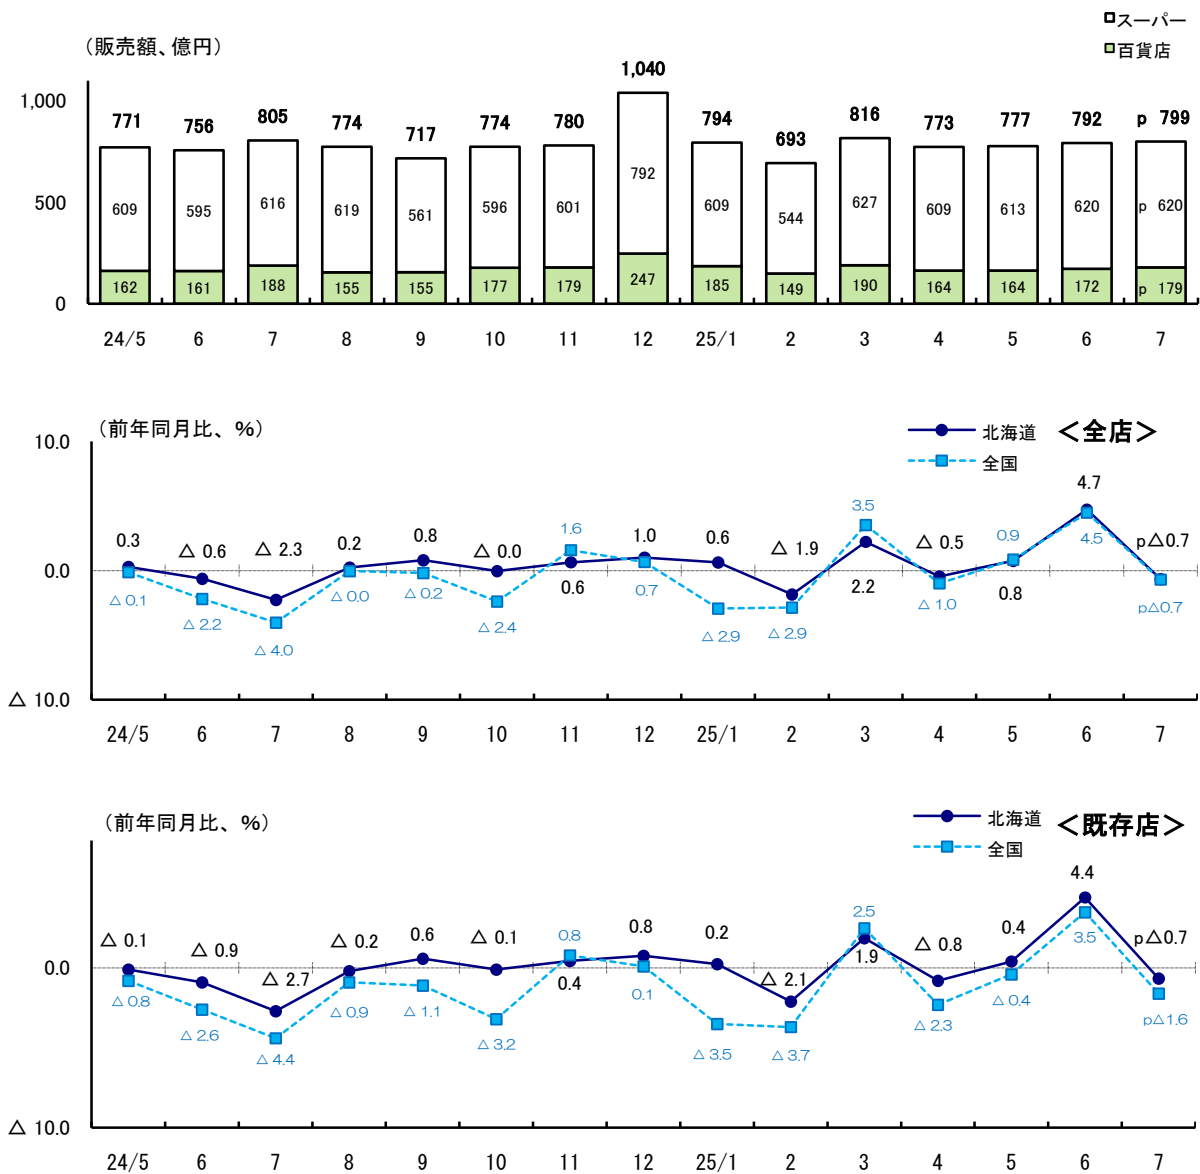 スーパー
百貨店
（販売額、億円）
1,000
500
0
771 756 805 774 717 774 780 1,040 794 693 816 773 777 792 p 799
609 595 616 619 561 596 601 792 609 544 627 609 613 620 p 620
162 161 188 155 155 177 179 247 185 149 190 164 164 172 p 179
24/5 6 7 8 9 10 11 12 25/1 2 3 4 5 6 7
（前年同月比、％）
北海道 ＜全店＞
全国
10.0
0.0
△ 10.0
0.3 △ 0.6 △ 2.3 0.2 0.8 △ 0.0 0.6 1.0 0.6 △ 1.9 2.2 △ 0.5 0.8 4.7 p△0.7
△ 0.1 △ 2.2 △ 4.0 △ 0.0 △ 0.2 △ 2.4 1.6 0.7 △ 2.9 △ 2.9 3.5 △ 1.0 0.9 4.5 p△0.7
24/5 6 7 8 9 10 11 12 25/1 2 3 4 5 6 7
（前年同月比、％）
北海道 ＜既存店＞
全国
0.0
△ 10.0
△ 0.1 △ 0.9 △ 2.7 △ 0.2 0.6 △ 0.1 0.4 0.8 0.2 △ 2.1 1.9 △ 0.8 0.4 4.4 p△0.7
△ 0.8 △ 2.6 △ 4.4 △ 0.9 △ 1.1 △ 3.2 0.8 0.1 △ 3.5 △ 3.7 2.5 △ 2.3 △ 0.4 3.5 p△1.6
24/5 6 7 8 9 10 11 12 25/1 2 3 4 5 6 7